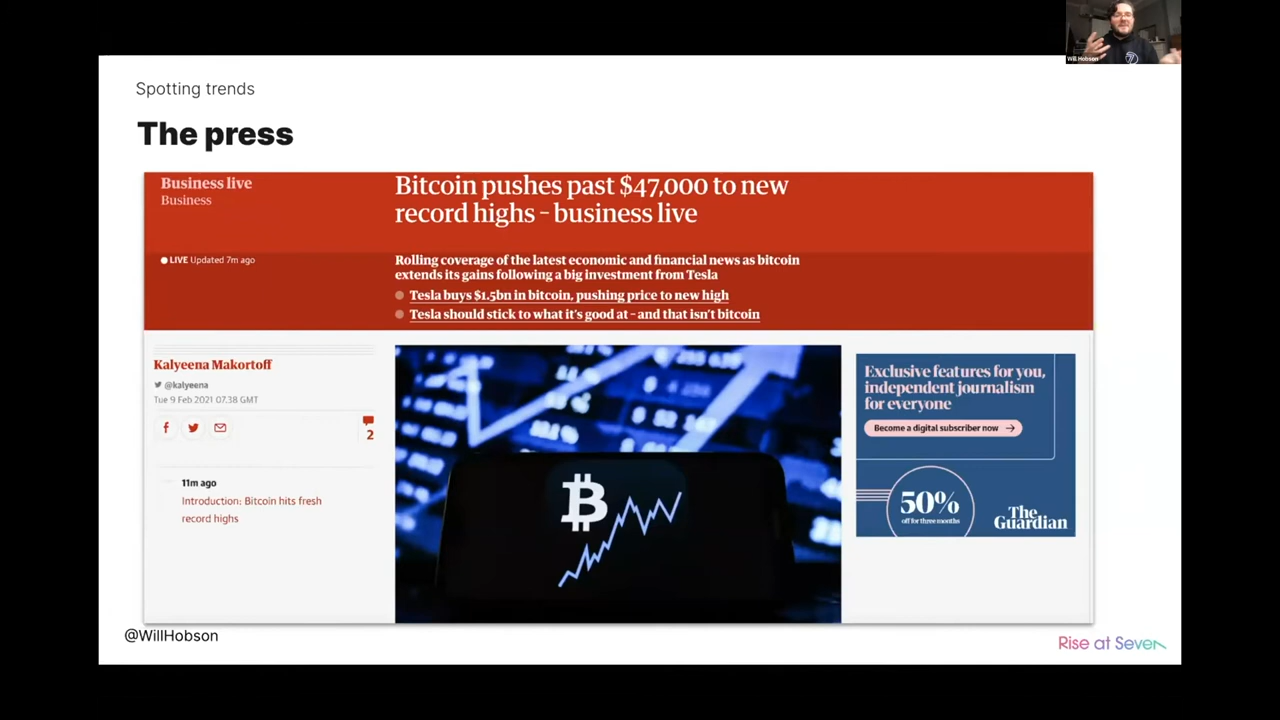 Will Hobson
Spotting trends
The press
Business live
Business
LIVE Updated 7m ago
Bitcoin pushes past $47,000 to new
record highs – business live
Rolling coverage of the latest economic and financial news as bitcoin
extends its gains following a big investment from Tesla
Tesla buys $1.5bn in bitcoin, pushing price to new high
Tesla should stick to what it's good at – and that isn't bitcoin
Kalyeena Makortoff
@kalyeena
Tue 9 Feb 2021 07.38 GMT
2
11m ago
Introduction: Bitcoin hits fresh
record highs
Exclusive features for you,
independent journalism
for everyone
Become a digital subscriber now →
50%
off for three months
The
Guardian
@WillHobson
Rise at Seven